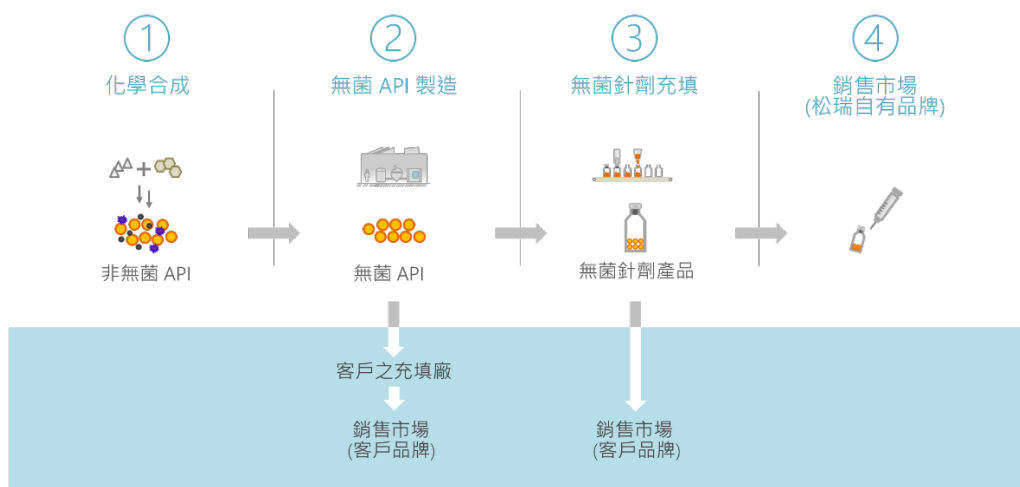 1
化學合成
2
無菌 API 製造
3
無菌針劑充填
4
銷售市場
(松瑞自有品牌)
非無菌 API
無菌 API
無菌針劑產品
客戶之充填廠
銷售市場
(客戶品牌)
銷售市場
(客戶品牌)